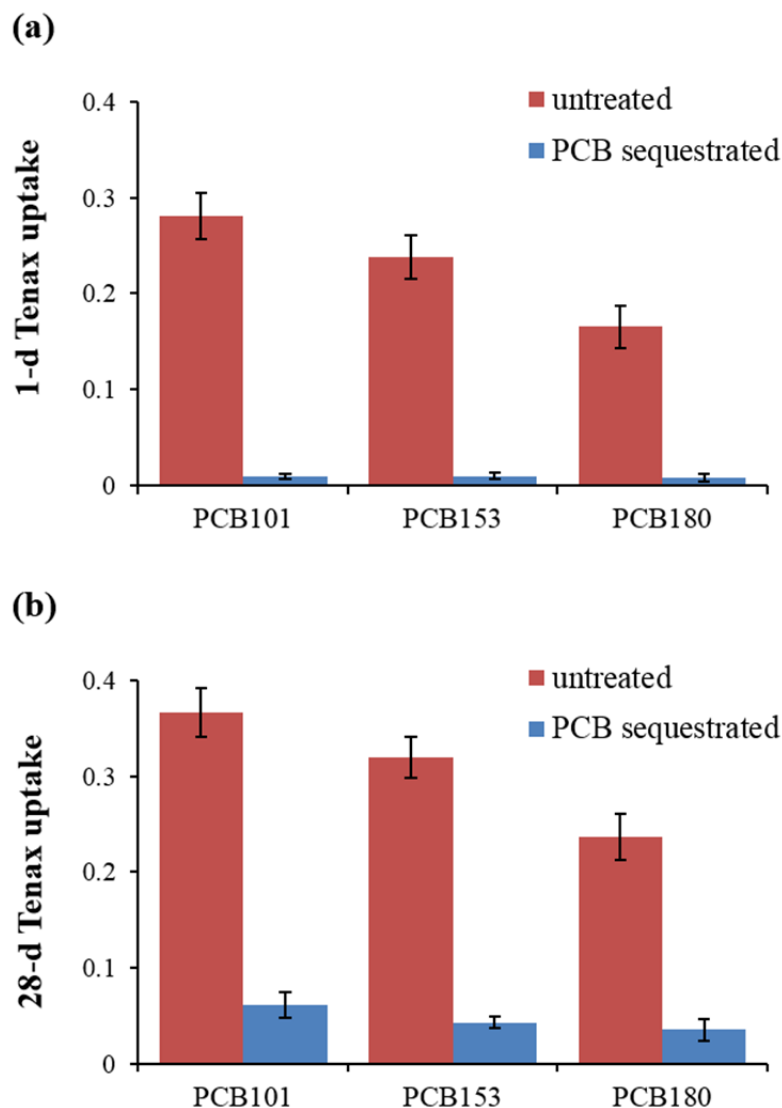 (a)
1-d Tenax uptake
0.4
0.3
0.2
0.1
0
untreated
PCB sequestrated
PCB101 PCB153 PCB180
(b)
28-d Tenax uptake
0.4
0.3
0.2
0.1
0
untreated
PCB sequestrated
PCB101 PCB153 PCB180